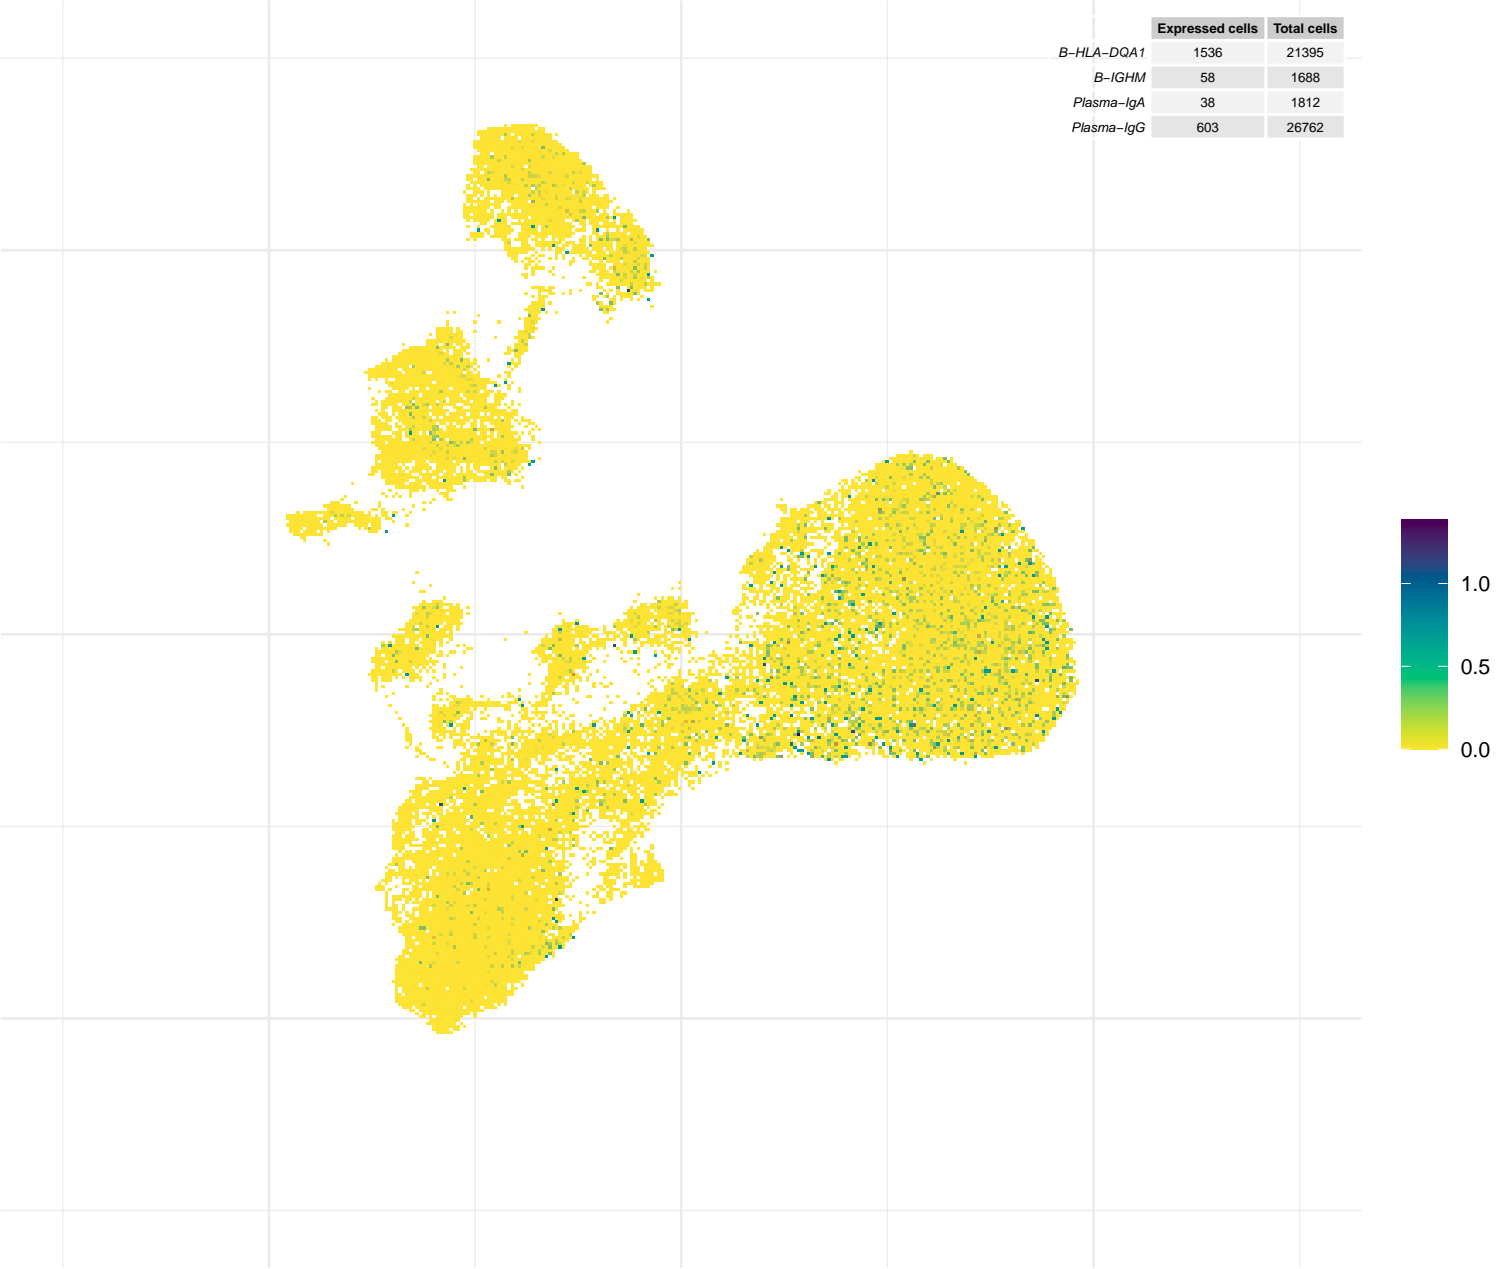 Expressed cells Total cells
B−HLA−DQA1 1536 21395
B−IGHM 58 1688
Plasma−IgA 38 1812
Plasma−IgG 603 26762
1.0
0.5
0.0